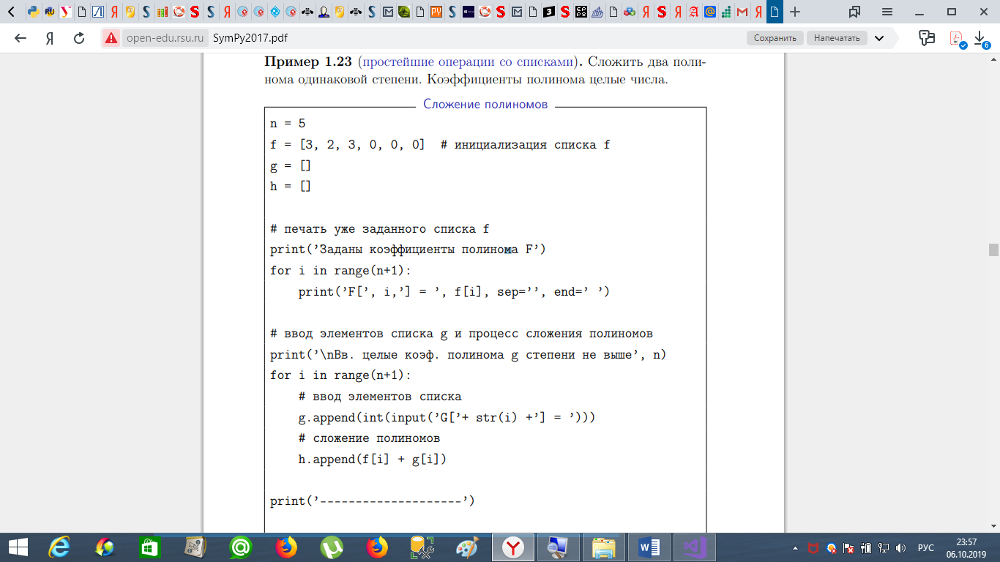 Я open-edu.rsu.ru SymPy2017.pdf Сохранить Напечатать
6
Пример 1.23 (простейшие операции со списками). Сложить два поли-
нома одинаковой степени. Коэффициенты полинома целые числа.
Сложение полиномов
n = 5
f = [3, 2, 3, 0, 0, 0]  # инициализация списка f
g = []
h = []
# печать уже заданного списка f
print(’Заданы коэффициенты полинома F’)
for i in range(n+1):
    print(’F[’, i,’] = ’, f[i], sep=’’, end=’ ’)
# ввод элементов списка g и процесс сложения полиномов
print(’\nВв. целые коэф. полинома g степени не выше’, n)
for i in range(n+1):
    # ввод элементов списка
    g.append(int(input(’G[’+ str(i) +’] = ’)))
    # сложение полиномов
    h.append(f[i] + g[i])
print(’--------------------’)
РУС
23:57
06.10.2019